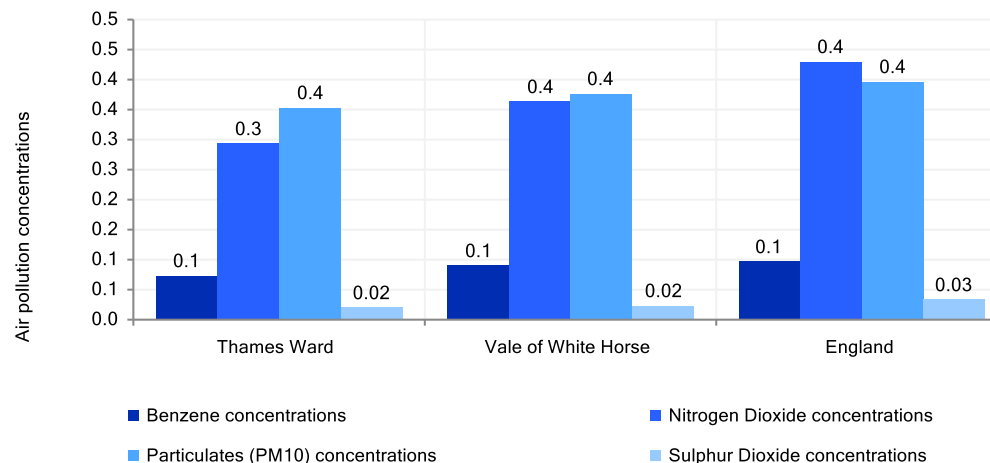 Air pollution concentrations
0.5
0.5
0.4
0.4
0.3
0.3
0.2
0.2
0.1
0.1
0.0
0.1
0.3
0.4
0.02
0.1
0.4
0.4
0.02
0.1
0.4
0.4
0.03
Thames Ward
Vale of White Horse
England
Benzene concentrations
Nitrogen Dioxide concentrations
Particulates (PM10) concentrations
Sulphur Dioxide concentrations